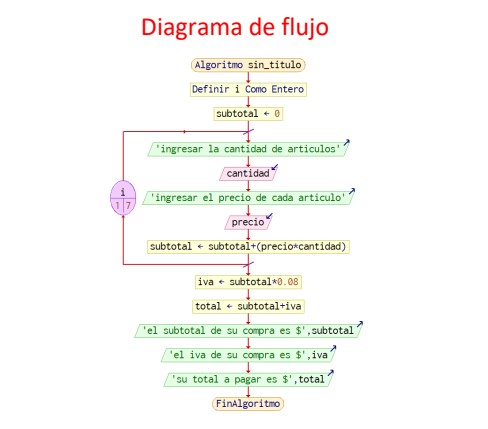 Diagrama de flujo
Algoritmo sin_titulo
Definir i Como Entero
subtotal ← 0
'ingresar la cantidad de articulos'
cantidad
'ingresar el precio de cada articulo'
i
1 7
precio
subtotal ← subtotal+(precio*cantidad)
iva ← subtotal*0.08
total ← subtotal+iva
'el subtotal de su compra es $',subtotal
'el iva de su compra es $',iva
'su total a pagar es $',total
FinAlgoritmo